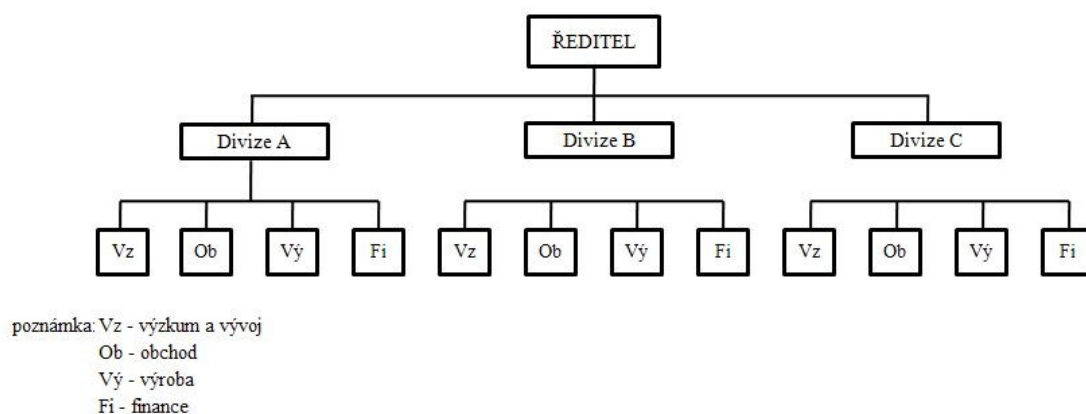 ŘEDITEL
Divize A Divize B Divize C
Vz Ob Vý Fi Vz Ob Vý Fi Vz Ob Vý Fi
poznámka: Vz - výzkum a vývoj
Ob - obchod
Vý - výroba
Fi - finance